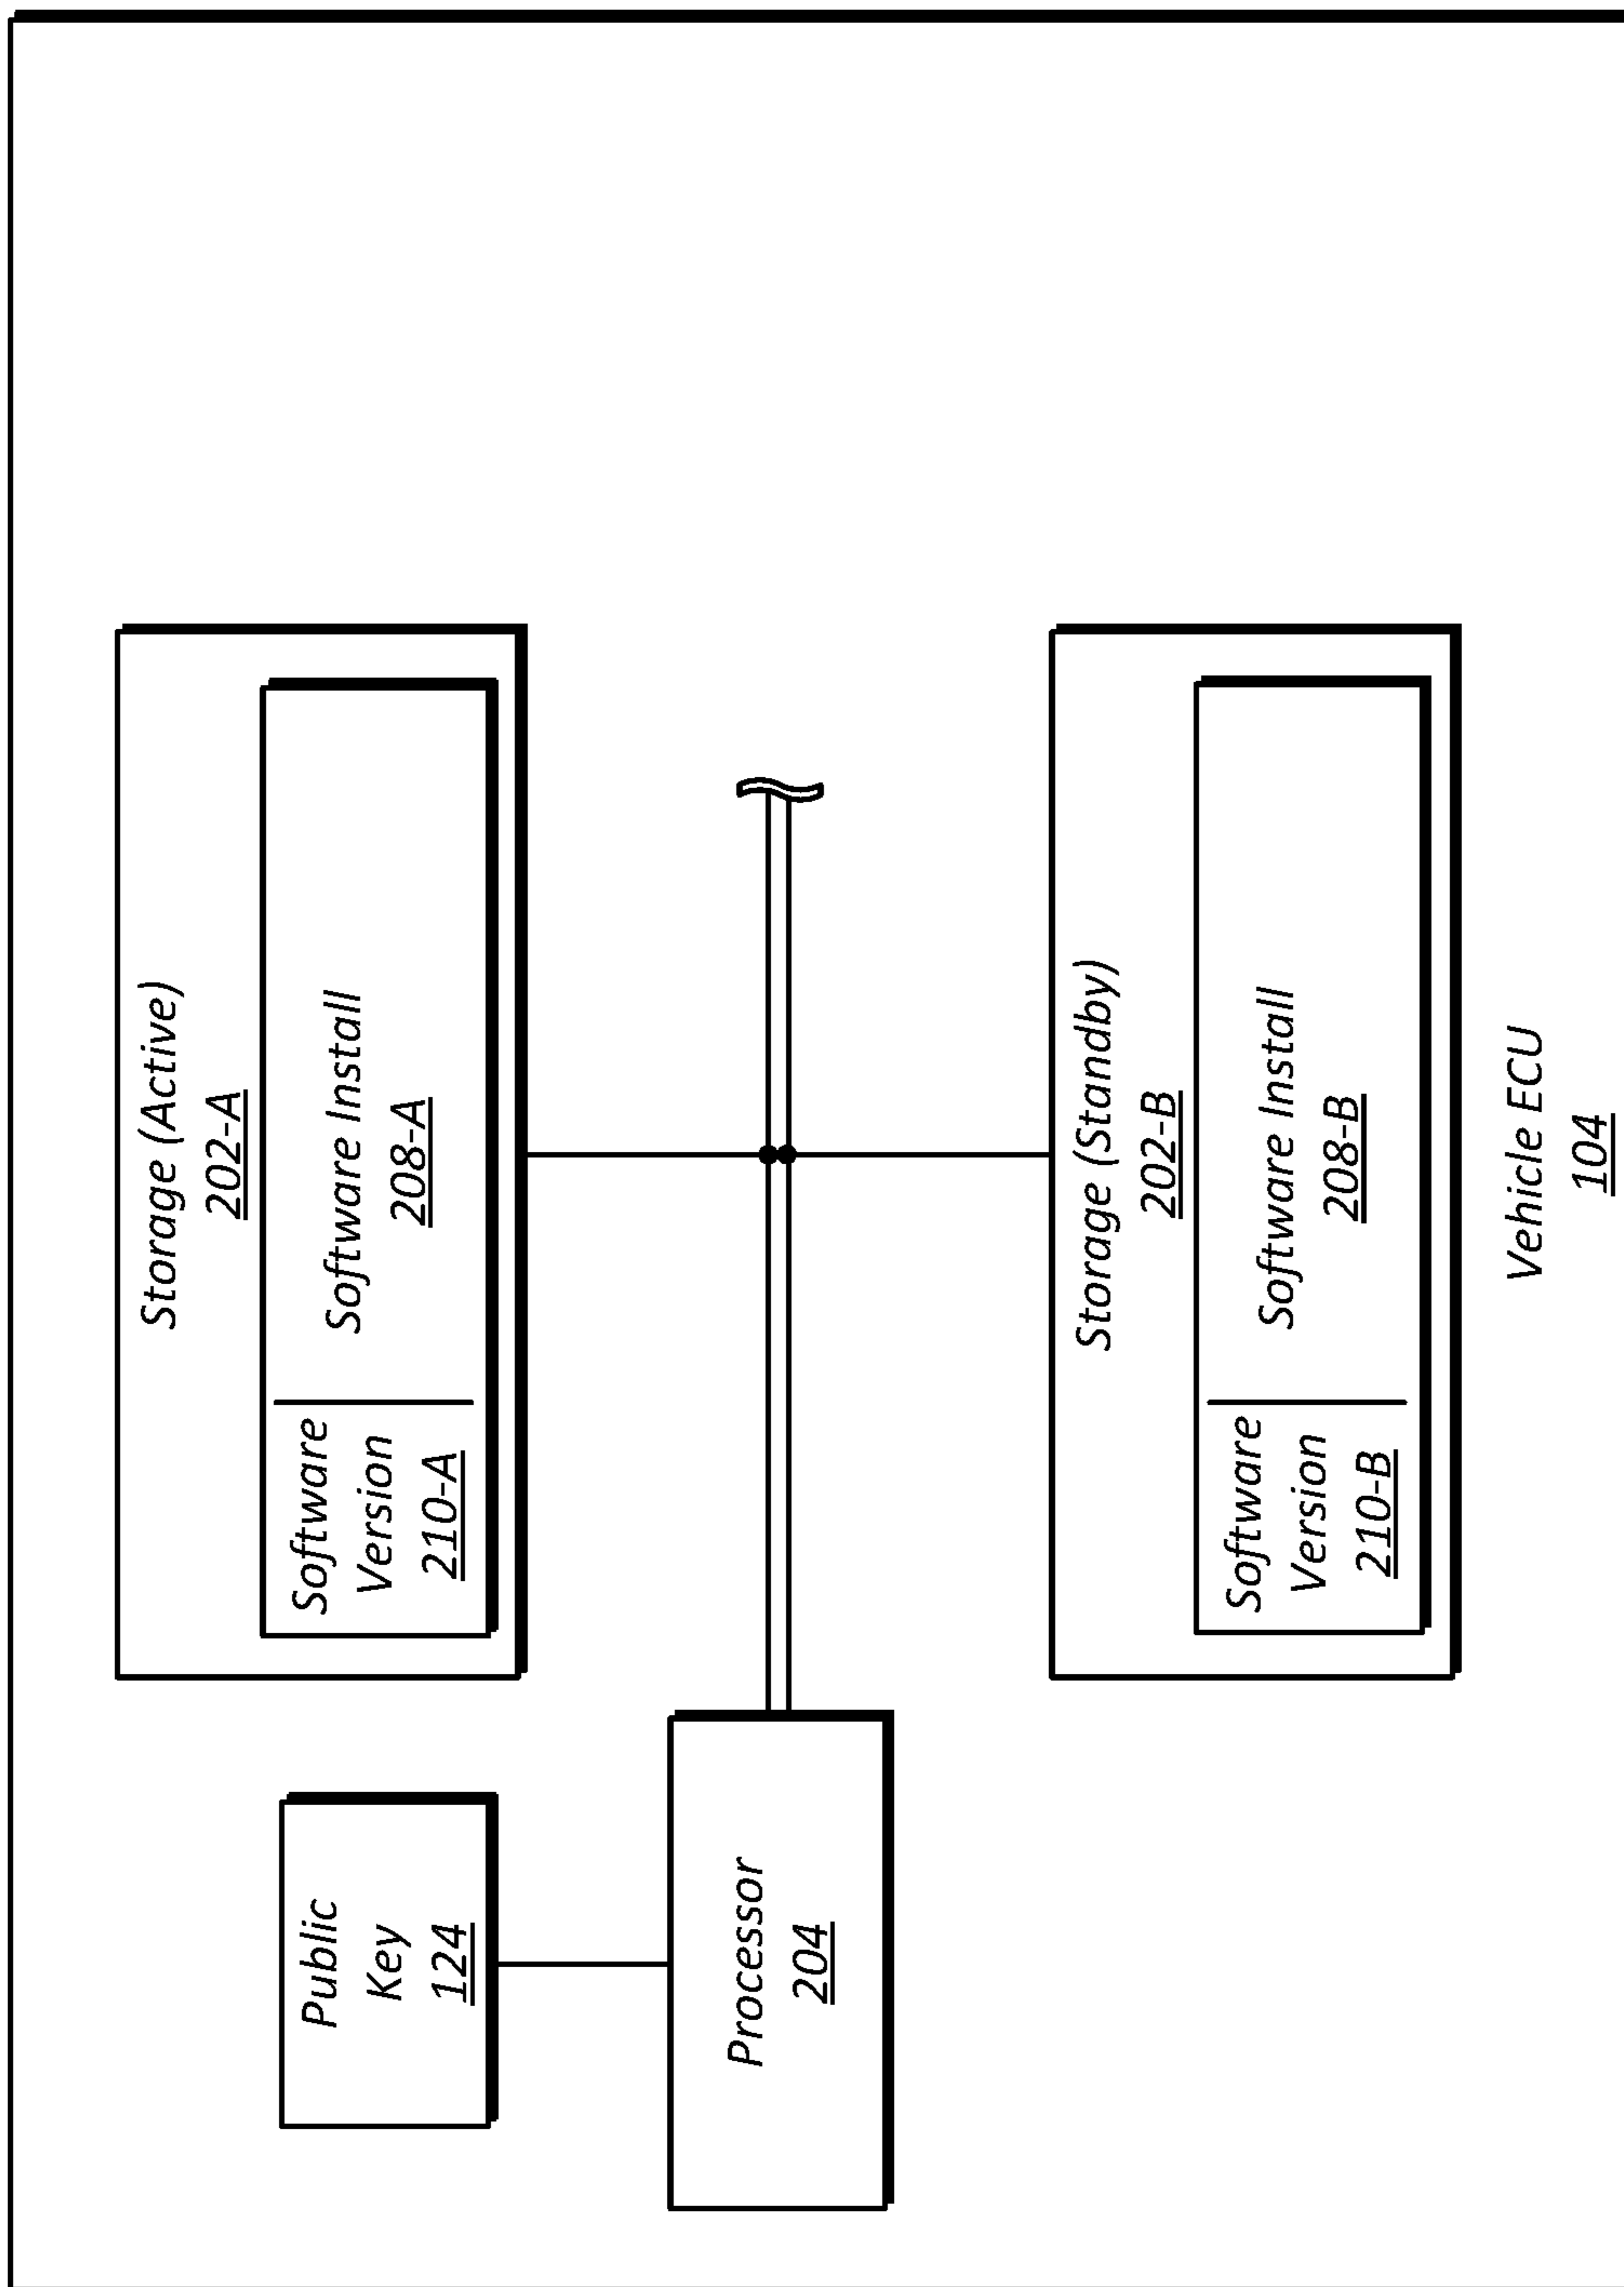 Storage (Active)
202-A
Software
Version
210-A
Software Install
208-A
Public
Key
124
Processor
204
Storage (Standby)
202-B
Software
Version
210-B
Software Install
208-B
Vehicle ECU
104